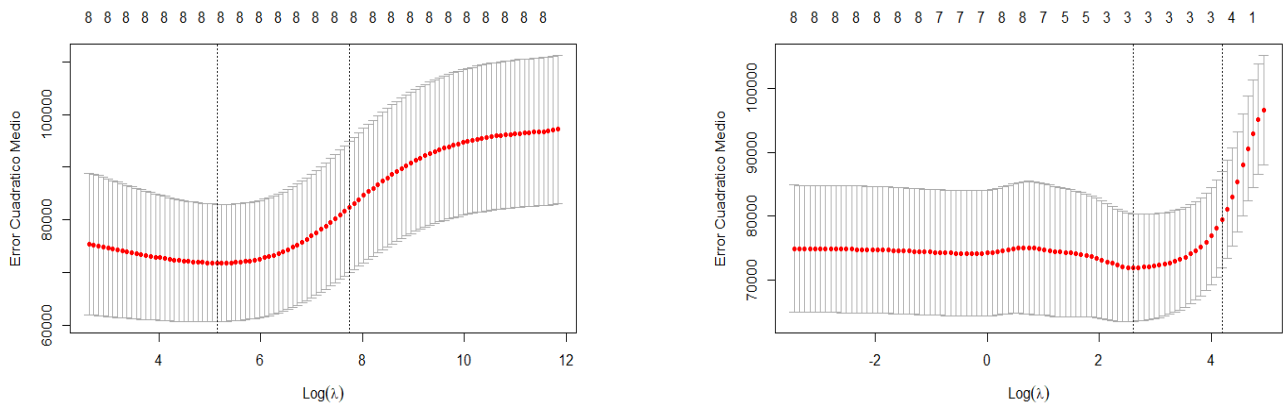 8 8 8 8 8 8 8 8 8 8 8 8 8 8 8 8 8 8 8
Error Cuadratico Medio
60000 80000 100000
4 6 8 10 12
Log(λ)
8 8 8 8 8 8 8 7 7 7 8 8 7 5 5 3 3 3 3 3 3 4 1
Error Cuadratico Medio
70000 80000 90000 100000
-2 0 2 4
Log(λ)